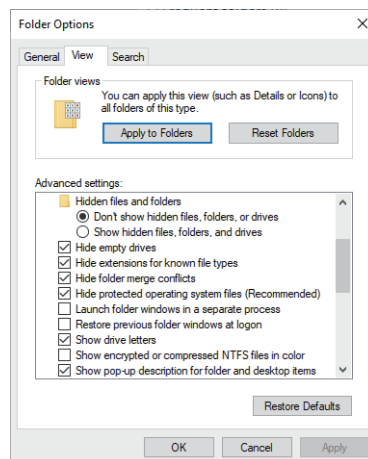 Folder Options
General
View
Search
Folder views
You can apply this view (such as Details or Icons) to
all folders of this type.
Apply to Folders
Reset Folders
Advanced settings:
Hidden files and folders
Don't show hidden files, folders, or drives
Show hidden files, folders, and drives
Hide empty drives
Hide extensions for known file types
Hide folder merge conflicts
Hide protected operating system files (Recommended)
Launch folder windows in a separate process
Restore previous folder windows at logon
Show drive letters
Show encrypted or compressed NTFS files in color
Show pop-up description for folder and desktop items
Restore Defaults
OK
Cancel
Apply